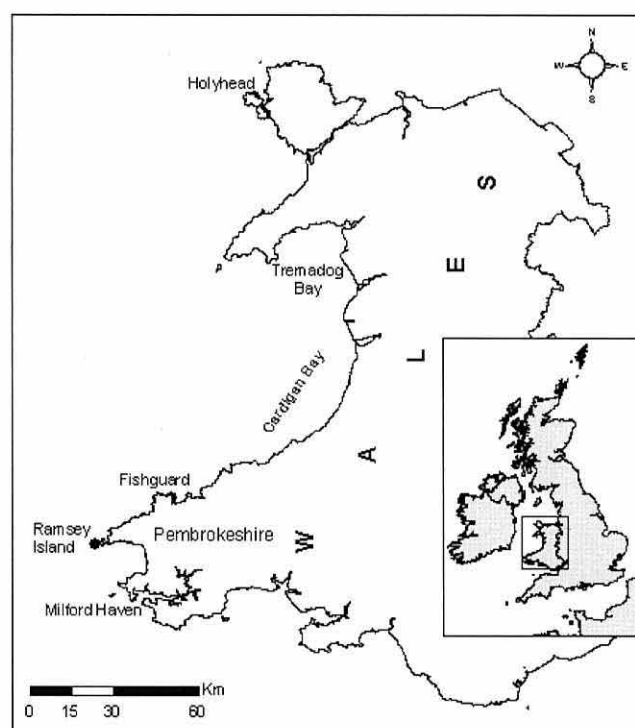 N
W E
S
Holyhead
S
E
Tremadog
Bay
L
Cardigan Bay
A
Fishguard
Ramsey
Island
Pembrokeshire
W
Milford Haven
Km
0 15 30 60